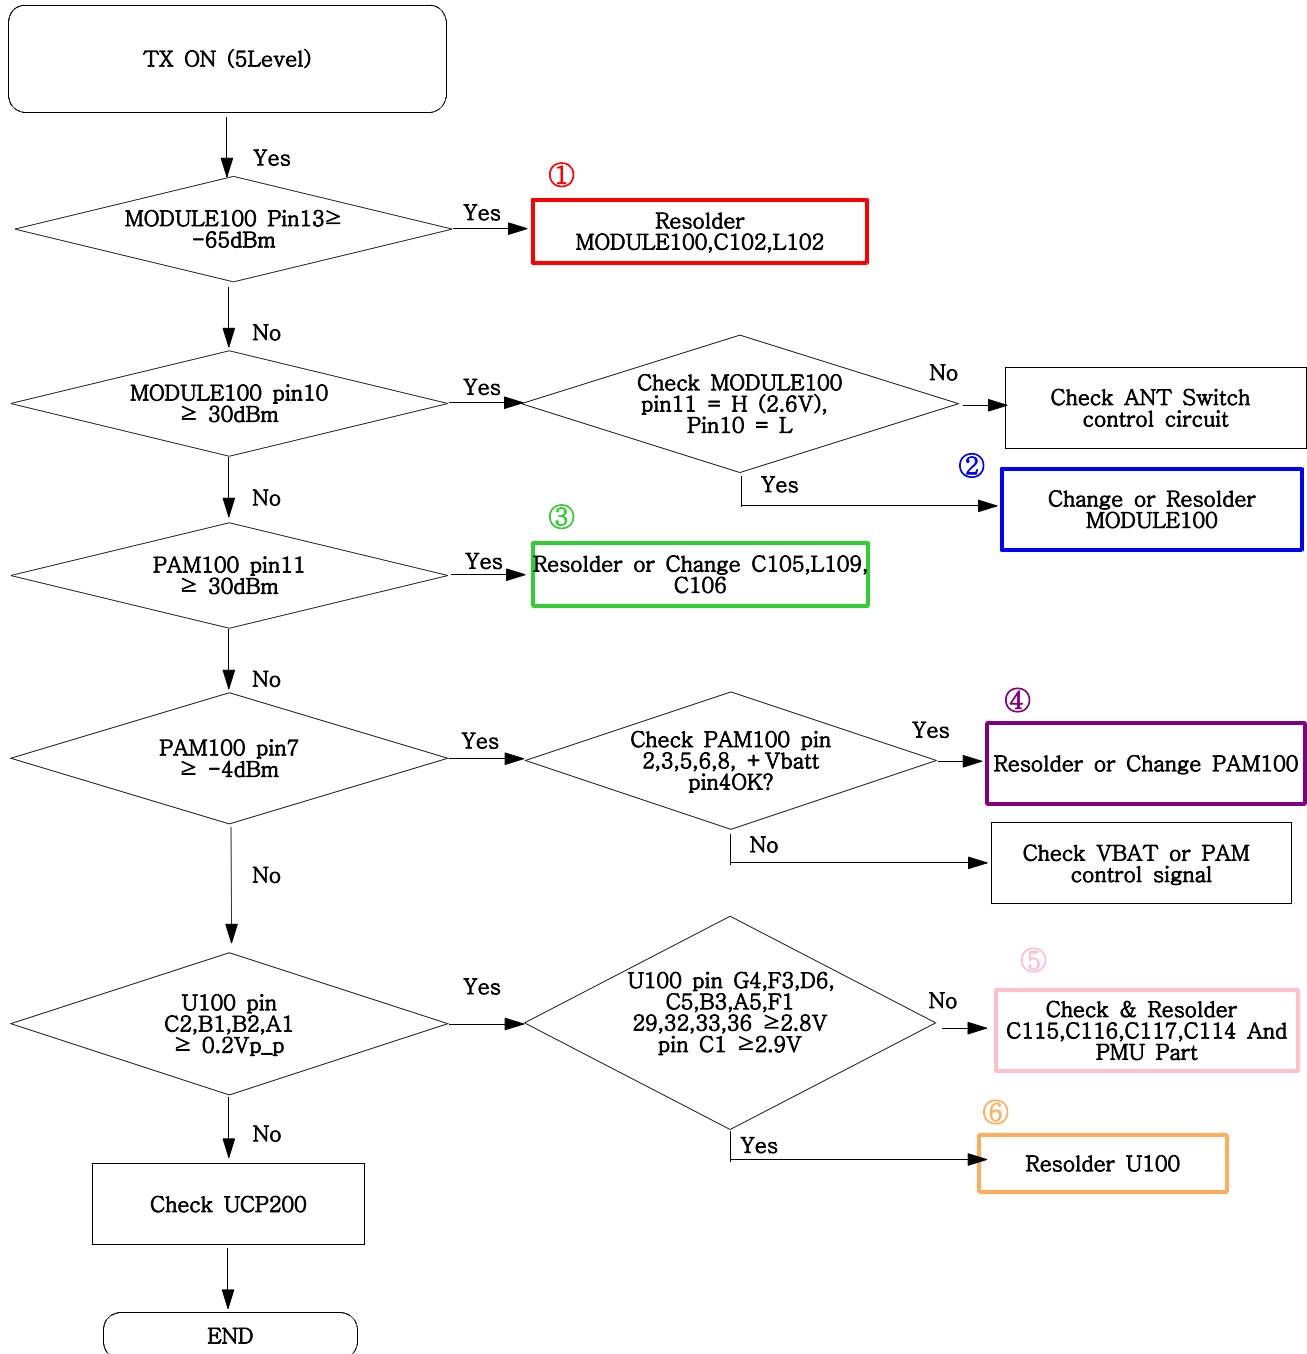 TX ON (5Level)
Yes
①
MODULE100 Pin13≥
-65dBm
Yes
Resolder
MODULE100,C102,L102
No
MODULE100 pin10
≥ 30dBm
Yes
Check MODULE100
pin11 = H (2.6V),
Pin10 = L
No
Check ANT Switch
control circuit
Yes
②
Change or Resolder
MODULE100
No
③
PAM100 pin11
≥ 30dBm
Yes
Resolder or Change C105,L109,
C106
No
④
PAM100 pin7
≥ -4dBm
Yes
Check PAM100 pin
2,3,5,6,8, +Vbatt
pin4OK?
Yes
Resolder or Change PAM100
No
Check VBAT or PAM
control signal
No
⑤
U100 pin
C2,B1,B2,A1
≥ 0.2Vp_p
Yes
U100 pin G4,F3,D6,
C5,B3,A5,F1
29,32,33,36 ≥2.8V
pin C1 ≥2.9V
No
Check & Resolder
C115,C116,C117,C114 And
PMU Part
Yes
⑥
Resolder U100
No
Check UCP200
END